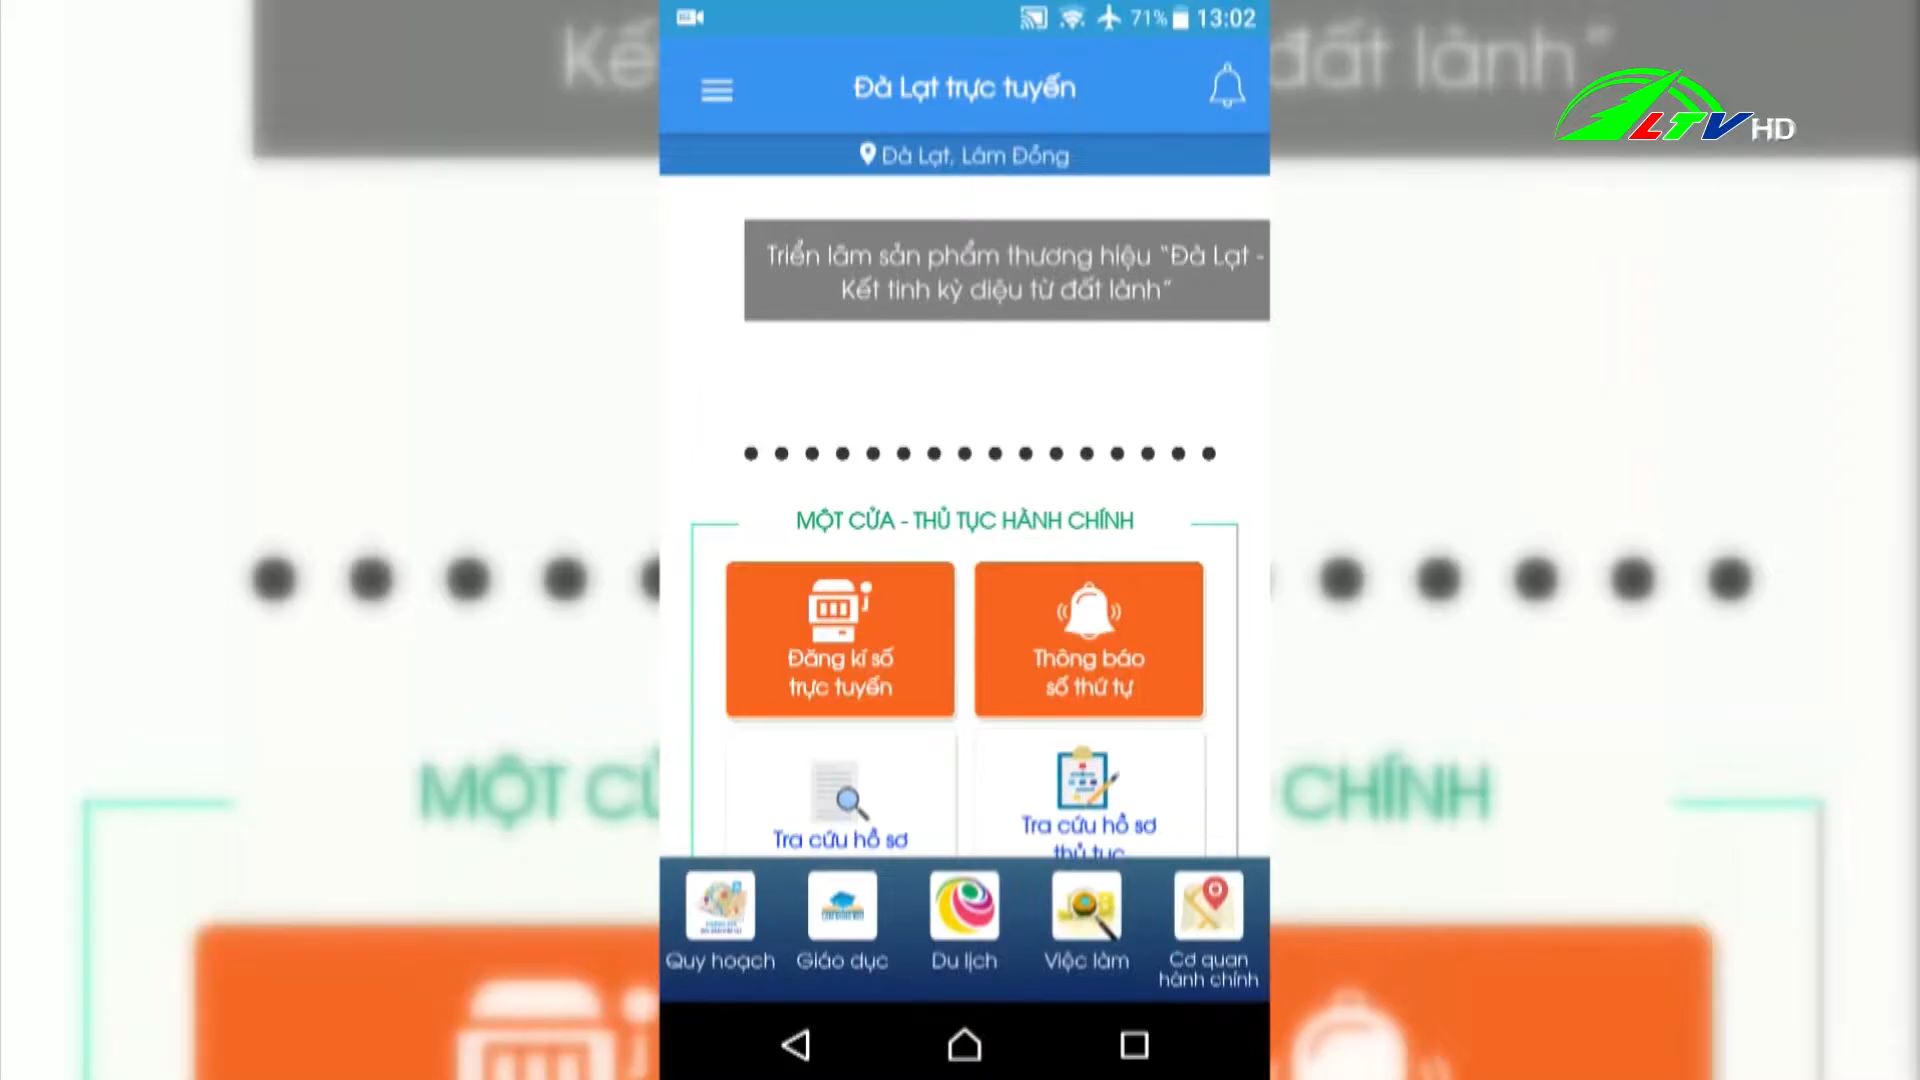 71% 13:02
Đà Lạt trực tuyến
Đà Lạt, Lâm Đồng
đất lành”
LTV HD
Triển lãm sản phẩm thương hiệu “Đà Lạt -
Kết tinh kỳ diệu từ đất lành”
MỘT CỬA - THỦ TỤC HÀNH CHÍNH
Đăng kí số
trực tuyến
Thông báo
số thứ tự
Tra cứu hồ sơ
Tra cứu hồ sơ
thủ tục
CHÍNH
Quy hoạch
Giáo dục
Du lịch
Việc làm
Cơ quan
hành chính